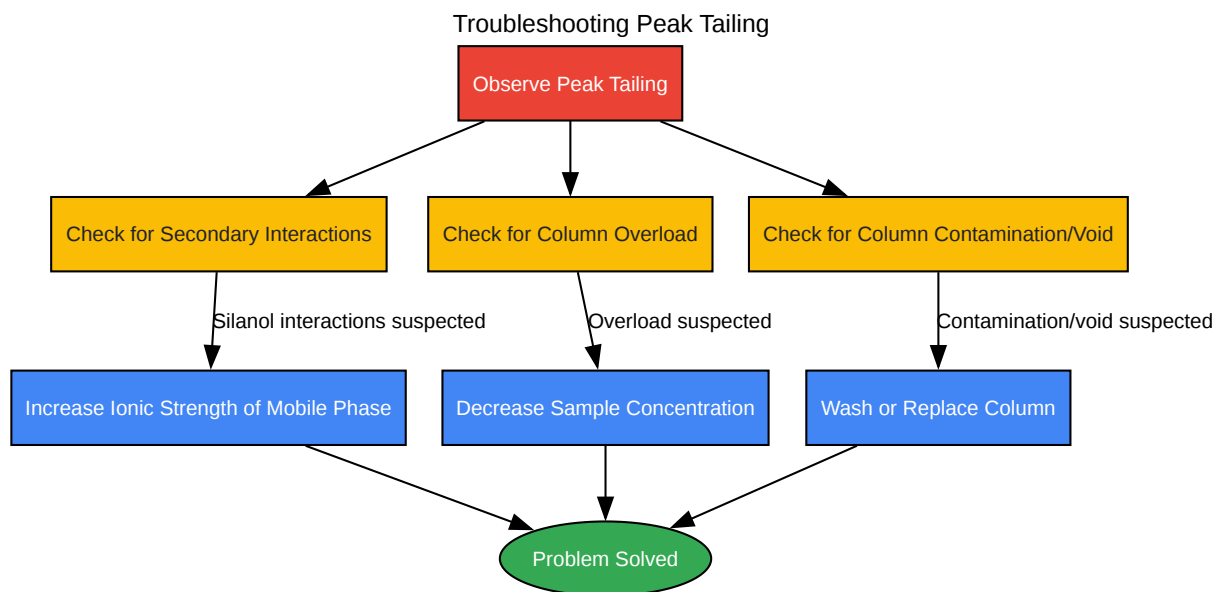 Troubleshooting Peak Tailing
Observe Peak Tailing
Check for Secondary Interactions
Check for Column Overload
Check for Column Contamination/Void
Silanol interactions suspected
Overload suspected
Contamination/void suspected
Increase Ionic Strength of Mobile Phase
Decrease Sample Concentration
Wash or Replace Column
Problem Solved